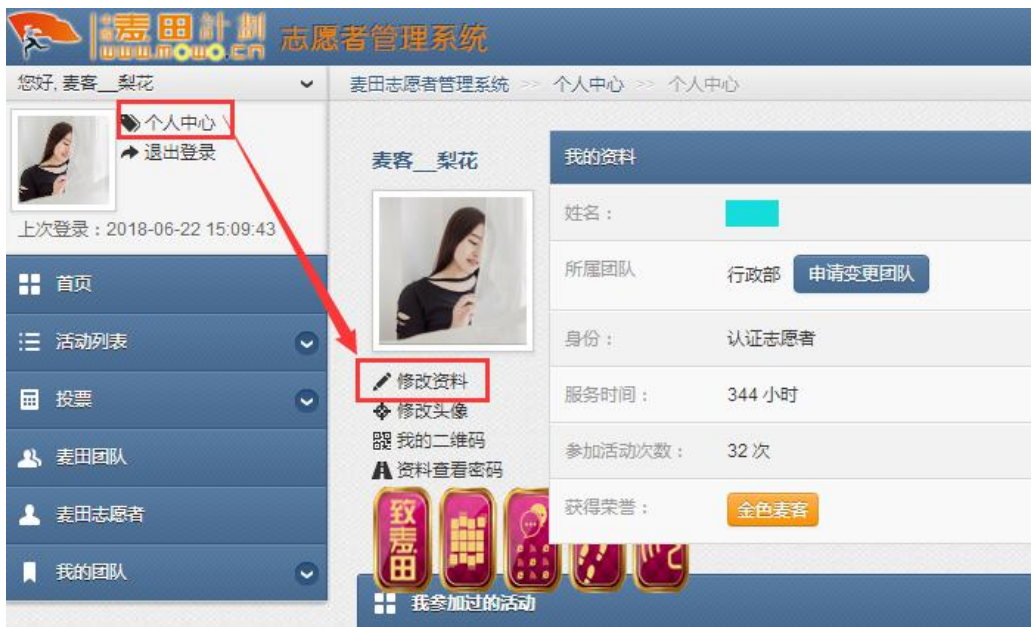 麦田計劃
www.mowo.cn
志愿者管理系统
您好, 麦客__梨花
个人中心
退出登录
上次登录：2018-06-22 15:09:43
首页
活动列表
投票
麦田团队
麦田志愿者
我的团队
麦田志愿者管理系统 >> 个人中心 >> 个人中心
麦客__梨花
修改资料
修改头像
我的二维码
资料查看密码
致麦田
我的资料
姓名：
所属团队 行政部 申请变更团队
身份： 认证志愿者
服务时间： 344 小时
参加活动次数： 32 次
获得荣誉： 金色麦客
我参加过的活动